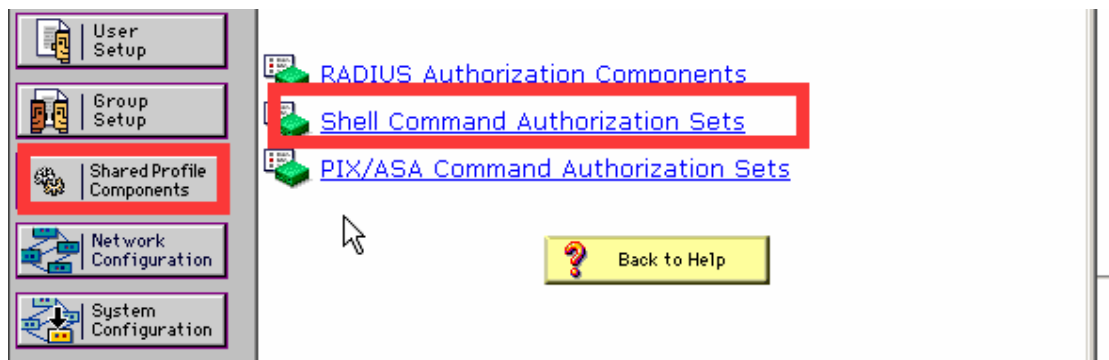 User
Setup
Group
Setup
Shared Profile
Components
Network
Configuration
System
Configuration
RADIUS Authorization Components
Shell Command Authorization Sets
PIX/ASA Command Authorization Sets
Back to Help